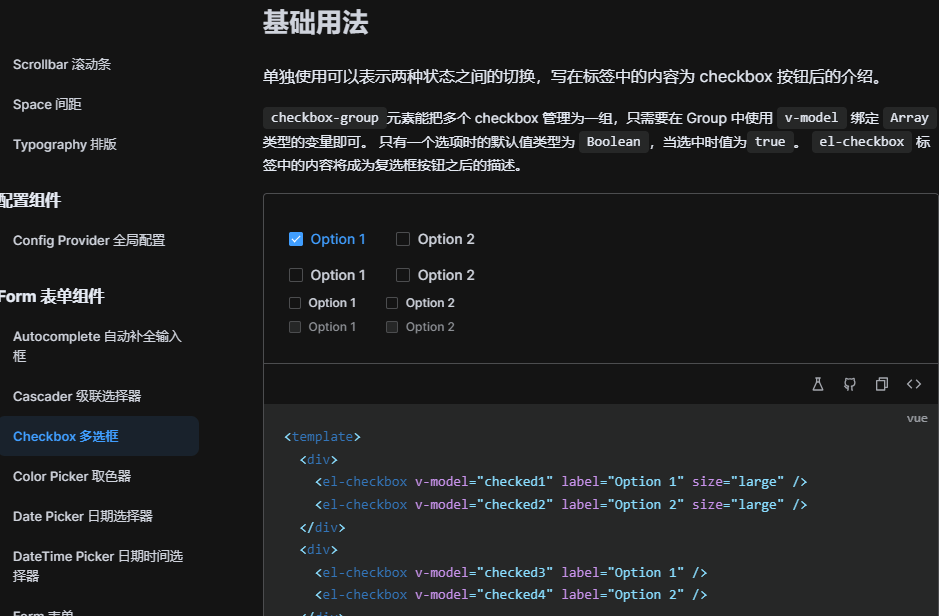 Scrollbar 滚动条
Space 间距
Typography 排版
配置组件
Config Provider 全局配置
Form 表单组件
Autocomplete 自动补全输入
框
Cascader 级联选择器
Checkbox 多选框
Color Picker 取色器
Date Picker 日期选择器
DateTime Picker 日期时间选
择器
Form 表单
基础用法
单独使用可以表示两种状态之间的切换，写在标签中的内容为 checkbox 按钮后的介绍。
checkbox-group 元素能把多个 checkbox 管理为一组，只需要在 Group 中使用 v-model 绑定 Array
类型的变量即可。 只有一个选项时的默认值类型为 Boolean ，当选中时值为 true 。 el-checkbox 标
签中的内容将成为复选框按钮之后的描述。
Option 1 Option 2
Option 1 Option 2
Option 1 Option 2
Option 1 Option 2
vue
<template>
<div>
<el-checkbox v-model="checked1" label="Option 1" size="large" />
<el-checkbox v-model="checked2" label="Option 2" size="large" />
</div>
<div>
<el-checkbox v-model="checked3" label="Option 1" />
<el-checkbox v-model="checked4" label="Option 2" />
</div>